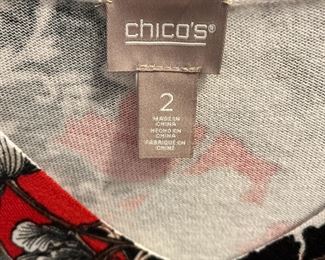 chico's®
2
MADE IN
CHINA
HECHO EN
CHINA
FABRIQUÉ EN
CHINE